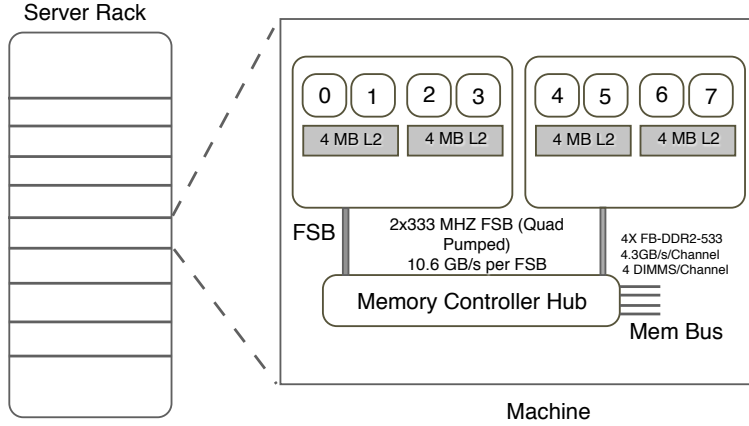 Server Rack
0 1 2 3 4 5 6 7
4 MB L2 4 MB L2 4 MB L2 4 MB L2
FSB
2x333 MHZ FSB (Quad
Pumped)
10.6 GB/s per FSB
4X FB-DDR2-533
4.3GB/s/Channel
4 DIMMS/Channel
Memory Controller Hub
Mem Bus
Machine